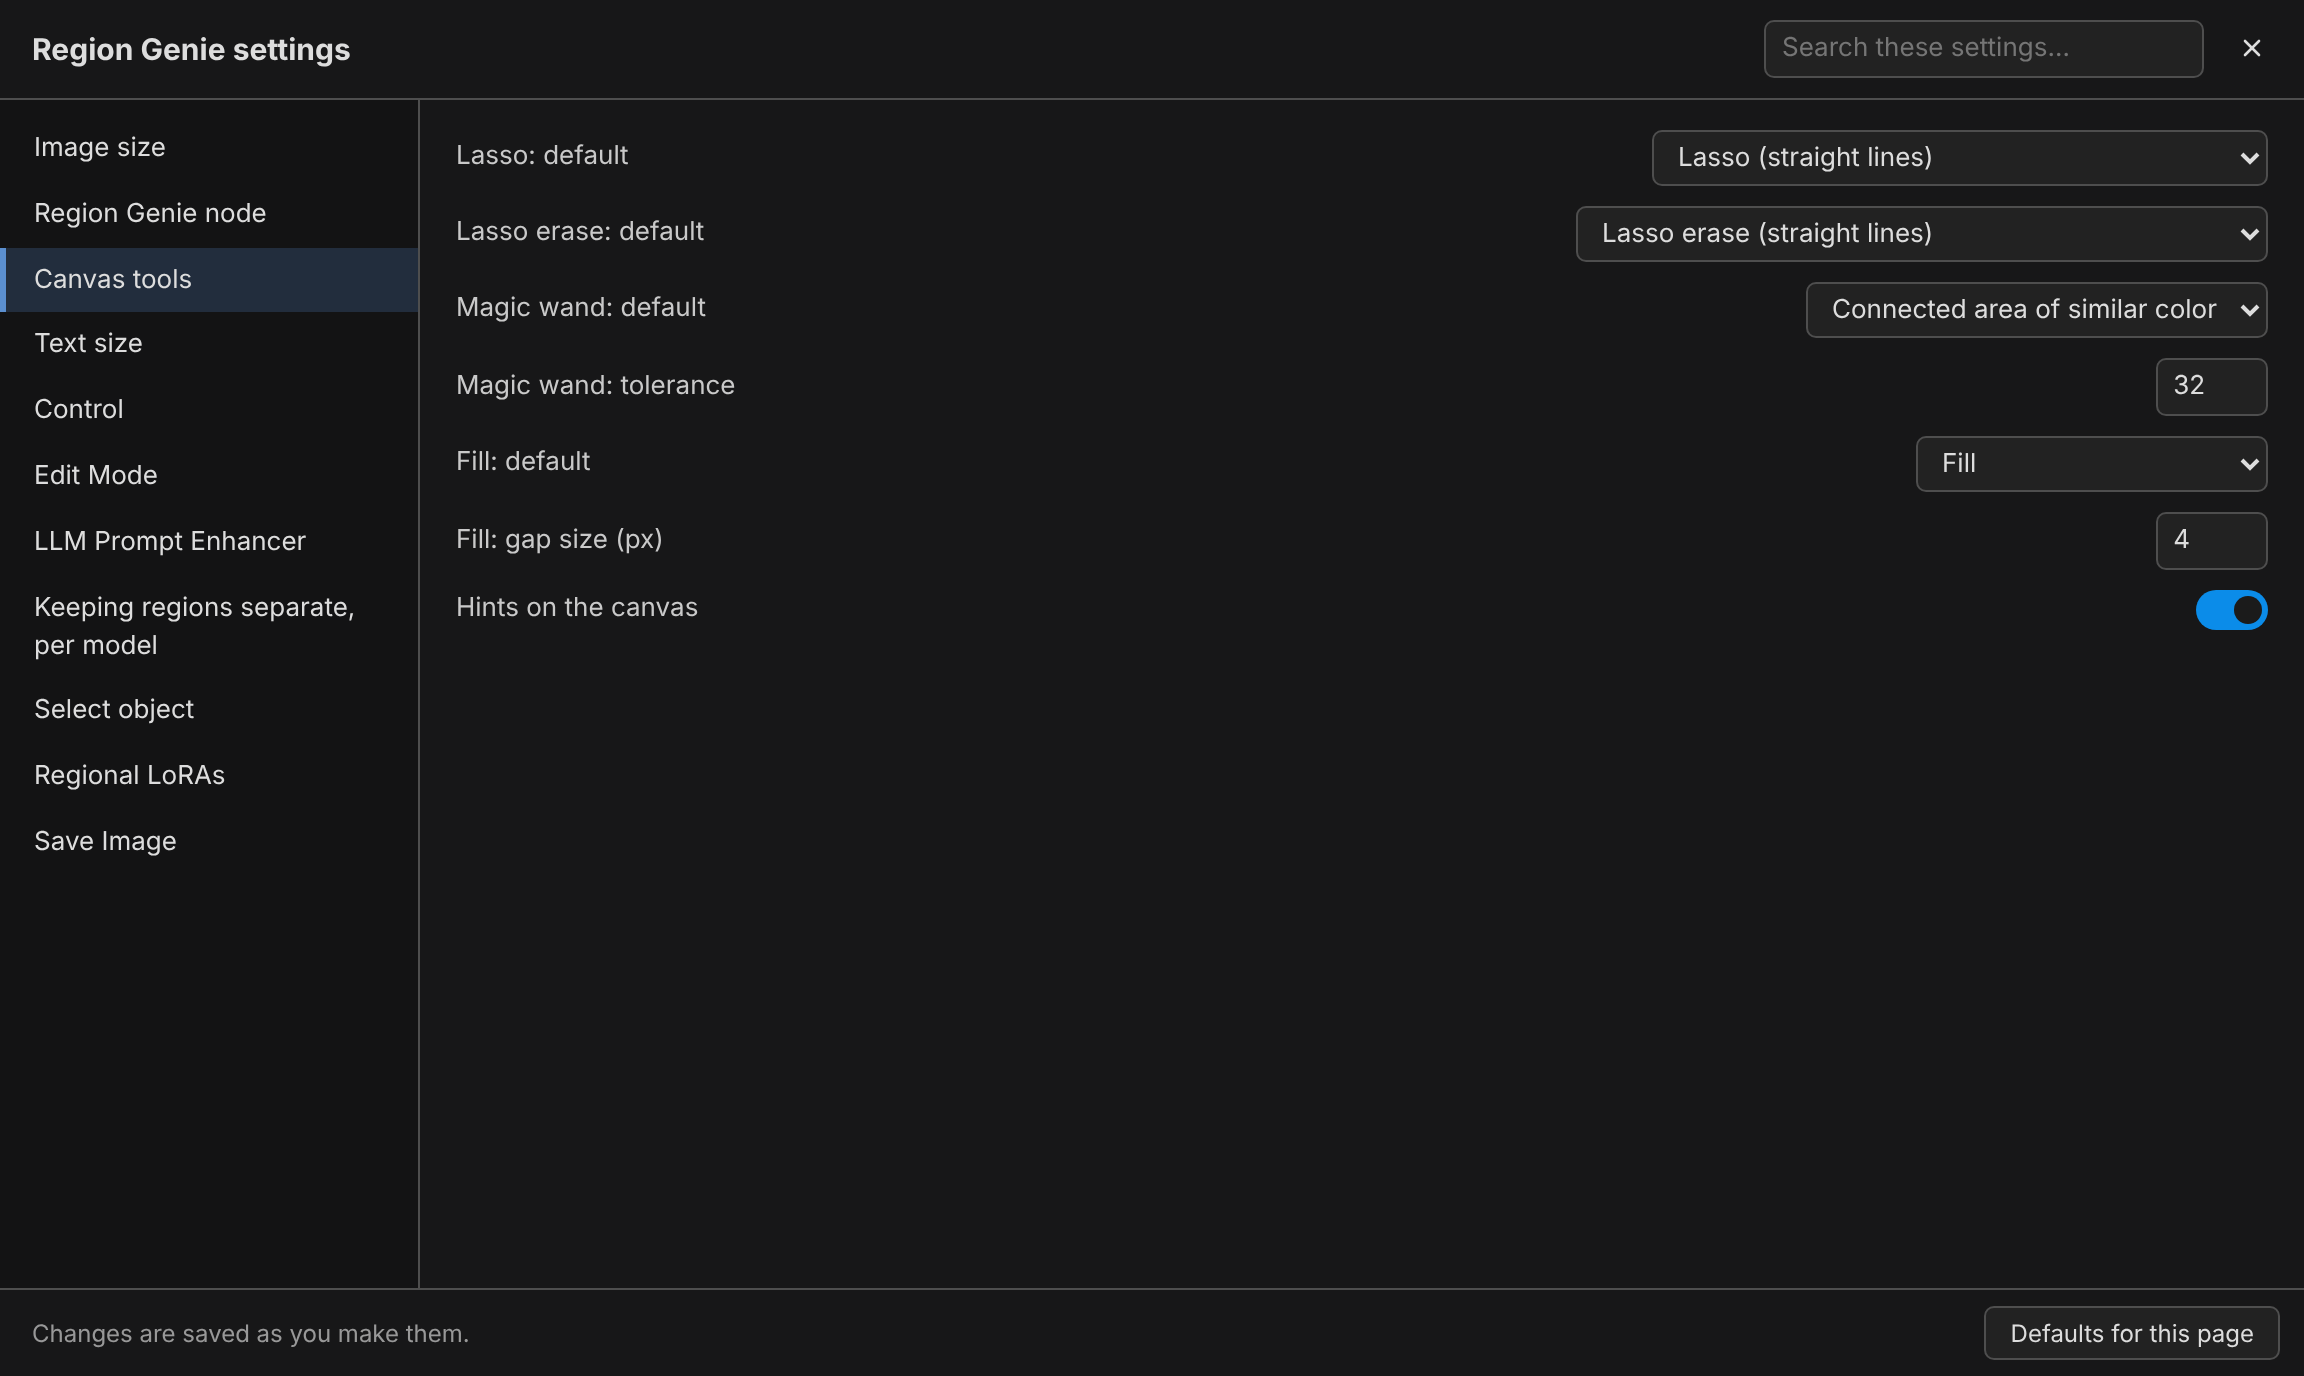 Region Genie settings
Search these settings...
Image size
Region Genie node
Canvas tools
Text size
Control
Edit Mode
LLM Prompt Enhancer
Keeping regions separate,
per model
Select object
Regional LoRAs
Save Image
Lasso: default
Lasso (straight lines)
Lasso erase: default
Lasso erase (straight lines)
Magic wand: default
Connected area of similar color
Magic wand: tolerance
32
Fill: default
Fill
Fill: gap size (px)
4
Hints on the canvas
Changes are saved as you make them.
Defaults for this page